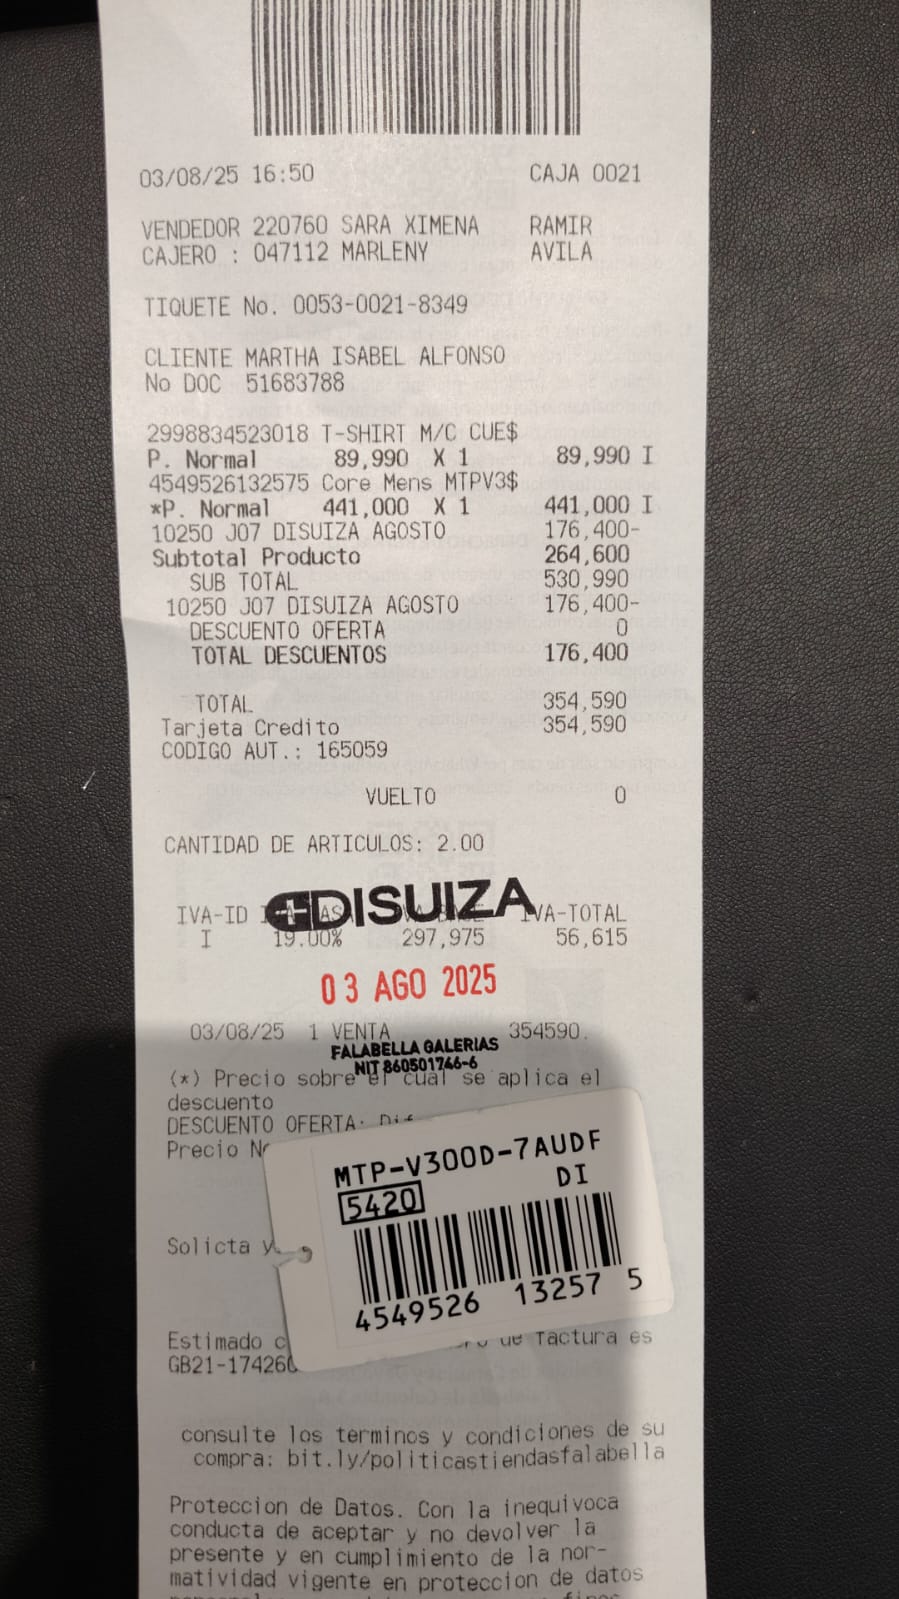 03/08/25 16:50 CAJA 0021
VENDEDOR 220760 SARA XIMENA RAMIR
CAJERO : 047112 MARLENY AVILA
TIQUETE No. 0053-0021-8349
CLIENTE MARTHA ISABEL ALFONSO
No DOC 51683788
2998834523018 T-SHIRT M/C CUE$
P. Normal 89,990 X 1 89,990 I
4549526132575 Core Mens MTPV3$
*P. Normal 441,000 X 1 441,000 I
10250 J07 DISUIZA AGOSTO 176,400-
Subtotal Producto 264,600
SUB TOTAL 530,990
10250 J07 DISUIZA AGOSTO 176,400-
DESCUENTO OFERTA 0
TOTAL DESCUENTOS 176,400
TOTAL 354,590
Tarjeta Credito 354,590
CODIGO AUT.: 165059
VUELTO 0
CANTIDAD DE ARTICULOS: 2.00
DISUIZA
IVA-ID IVA-TOTAL
I 19.00% 297,975 56,615
03 AGO 2025
03/08/25 1 VENTA 354590.
FALABELLA GALERIAS
NIT 860501746-6
(*) Precio sobre el cual se aplica el
descuento
DESCUENTO OFERTA:
Precio
MTP-V300D-7AUDF
DI
5420
4549526 13257 5
Solicta y
Estimado de factura es
GB21-174260
consulte los terminos y condiciones de su
compra: bit.ly/politicastiendasfalabella
Proteccion de Datos. Con la inequivoca
conducta de aceptar y no devolver la
presente y en cumplimiento de la nor-
matividad vigente en proteccion de datos